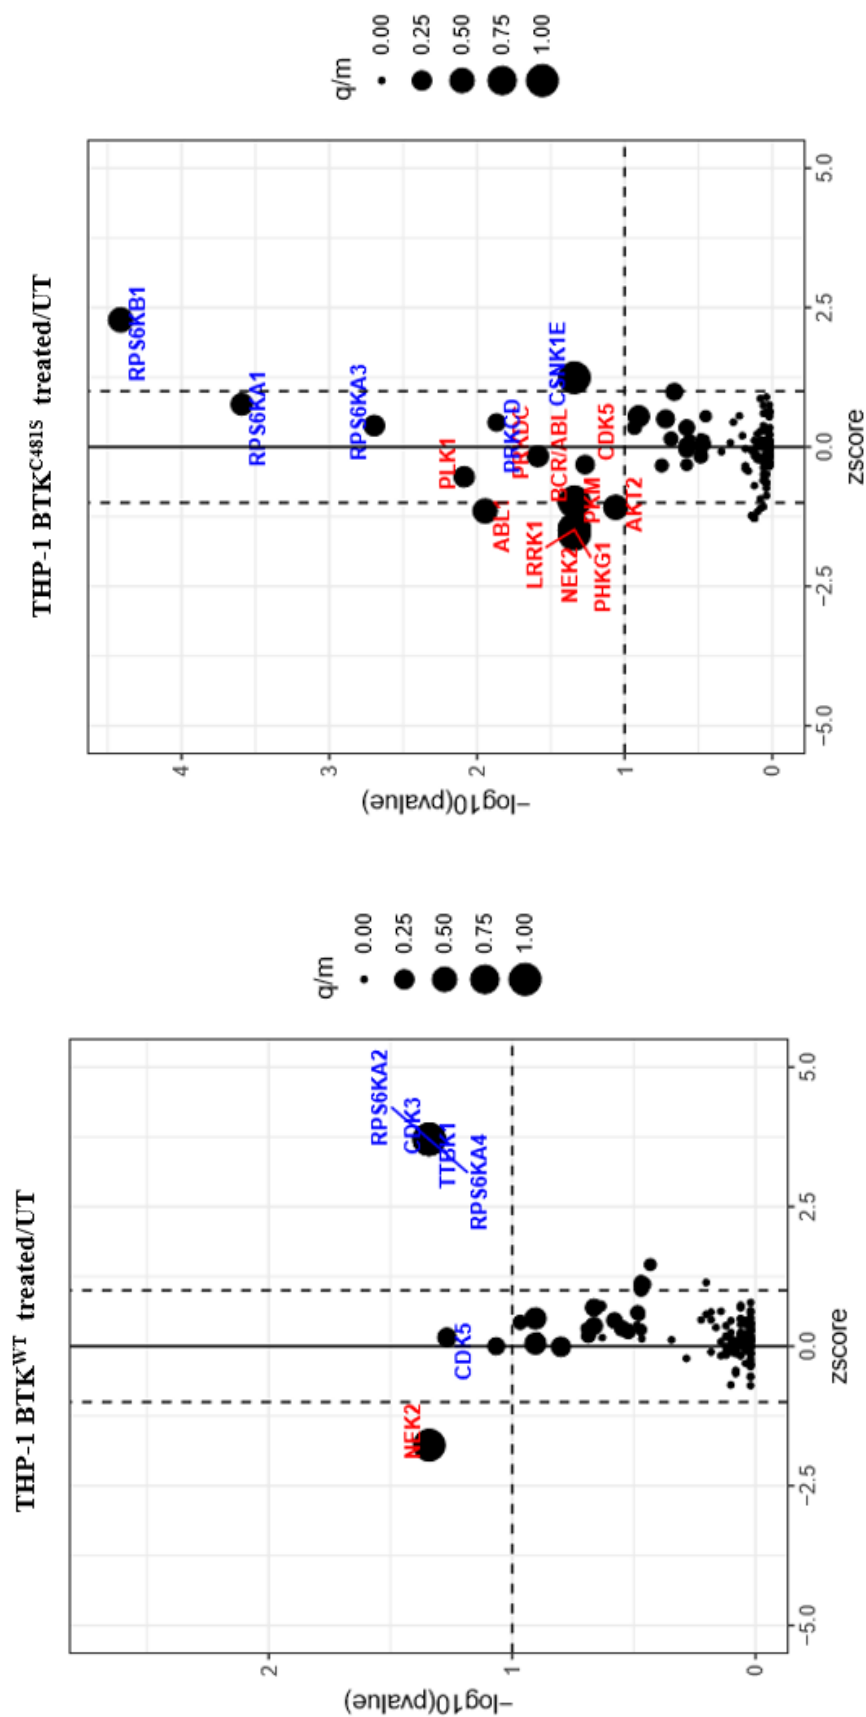 THP-1 BTK^WT treated/UT
−log10(pvalue)
2
1
0
NEK2
CDK5
RPS6KA2
CDK3
TTBK1
RPS6KA4
−5.0
−2.5
0.0
2.5
5.0
zscore
q/m
0.00
0.25
0.50
0.75
1.00
THP-1 BTK^C481S treated/UT
−log10(pvalue)
4
3
2
1
0
RPS6KB1
RPS6KA1
RPS6KA3
PLK1
PRKCD
PRKDC
ABL1
CSNK1E
BCR/ABL
CDK5
LRRK1
PKM
NEK2
AKT2
PHKG1
−5.0
−2.5
0.0
2.5
5.0
zscore
q/m
0.00
0.25
0.50
0.75
1.00